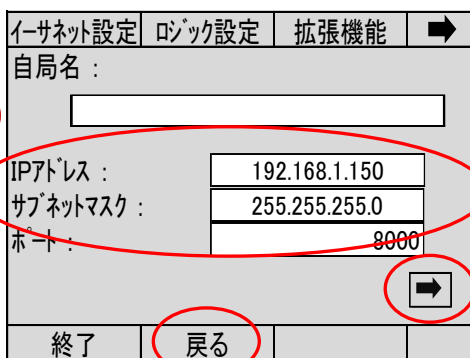 イーサネット設定 ロジック設定 拡張機能 ➡
自局名：
IPアドレス： 192.168.1.150
サブネットマスク： 255.255.255.0
ポート： 8000
➡
終了 戻る